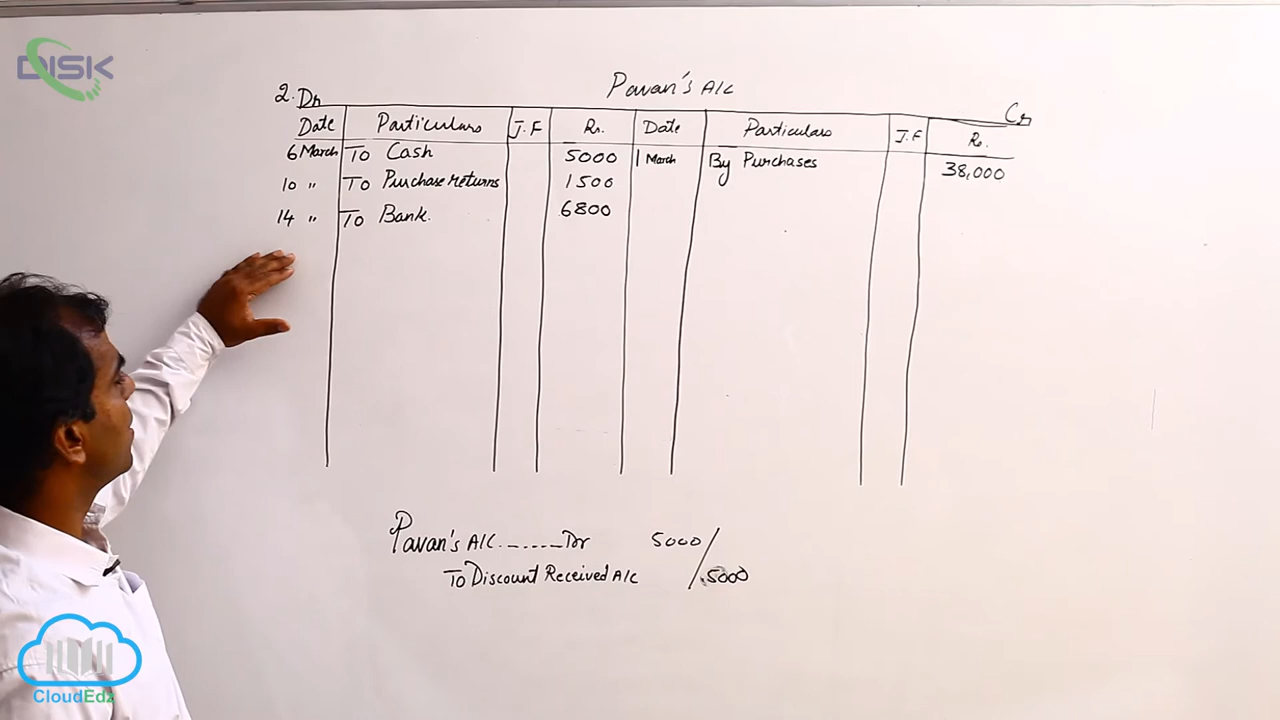 DISK
Pavan's A/c
2. Dr
Cr
Date Particulars J.F Rs. Date Particulars J.F Rs.
6 March To Cash 5000 1 March By Purchases 38,000
10 " To Purchase returns 1500
14 " To Bank. 6800
Pavan's A/c ........ Dr 5000/
To Discount Received A/c /5000
CloudEdz